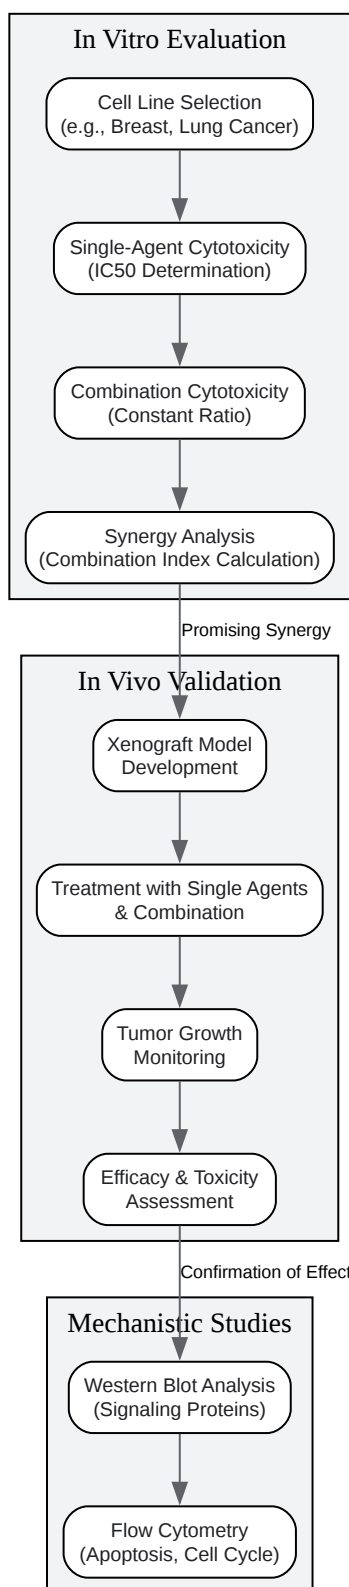 In Vitro Evaluation
Cell Line Selection
(e.g., Breast, Lung Cancer)
Single-Agent Cytotoxicity
(IC50 Determination)
Combination Cytotoxicity
(Constant Ratio)
Synergy Analysis
(Combination Index Calculation)
Promising Synergy
In Vivo Validation
Xenograft Model
Development
Treatment with Single Agents
& Combination
Tumor Growth
Monitoring
Efficacy & Toxicity
Assessment
Confirmation of Effect
Mechanistic Studies
Western Blot Analysis
(Signaling Proteins)
Flow Cytometry
(Apoptosis, Cell Cycle)